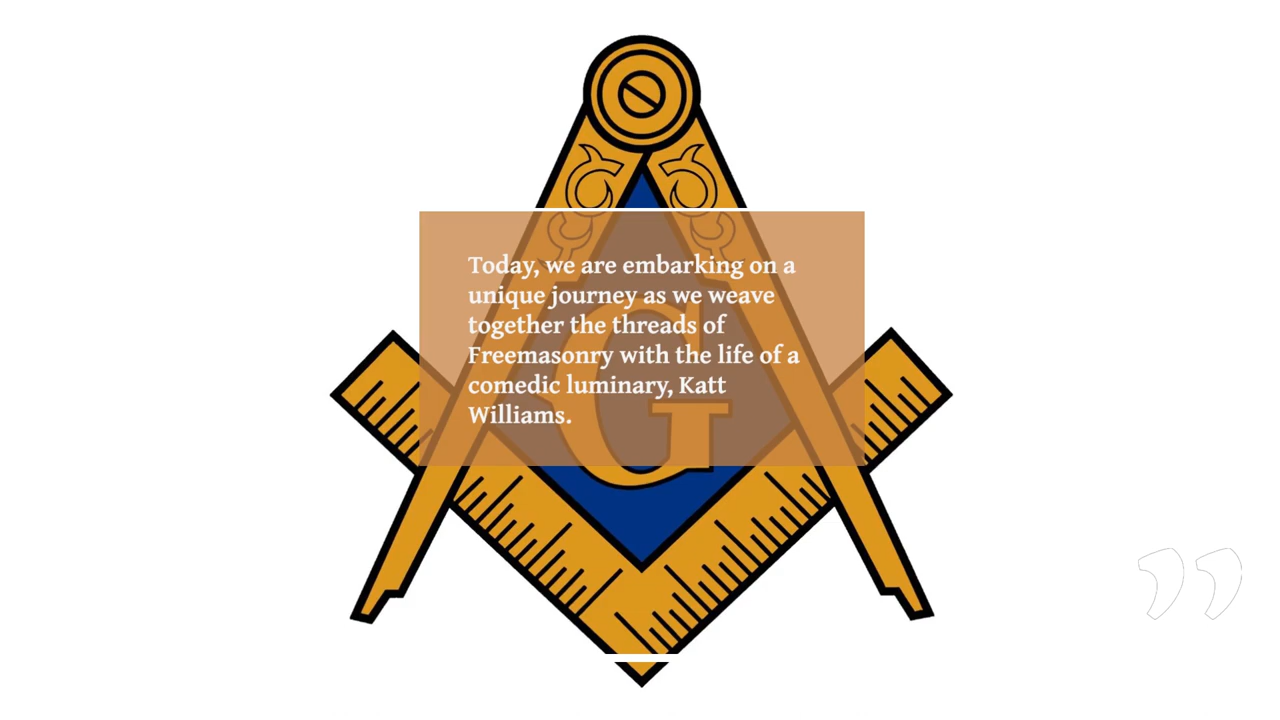 Today, we are embarking on a
unique journey as we weave
together the threads of
Freemasonry with the life of a
comedic luminary, Katt
Williams.
G
”